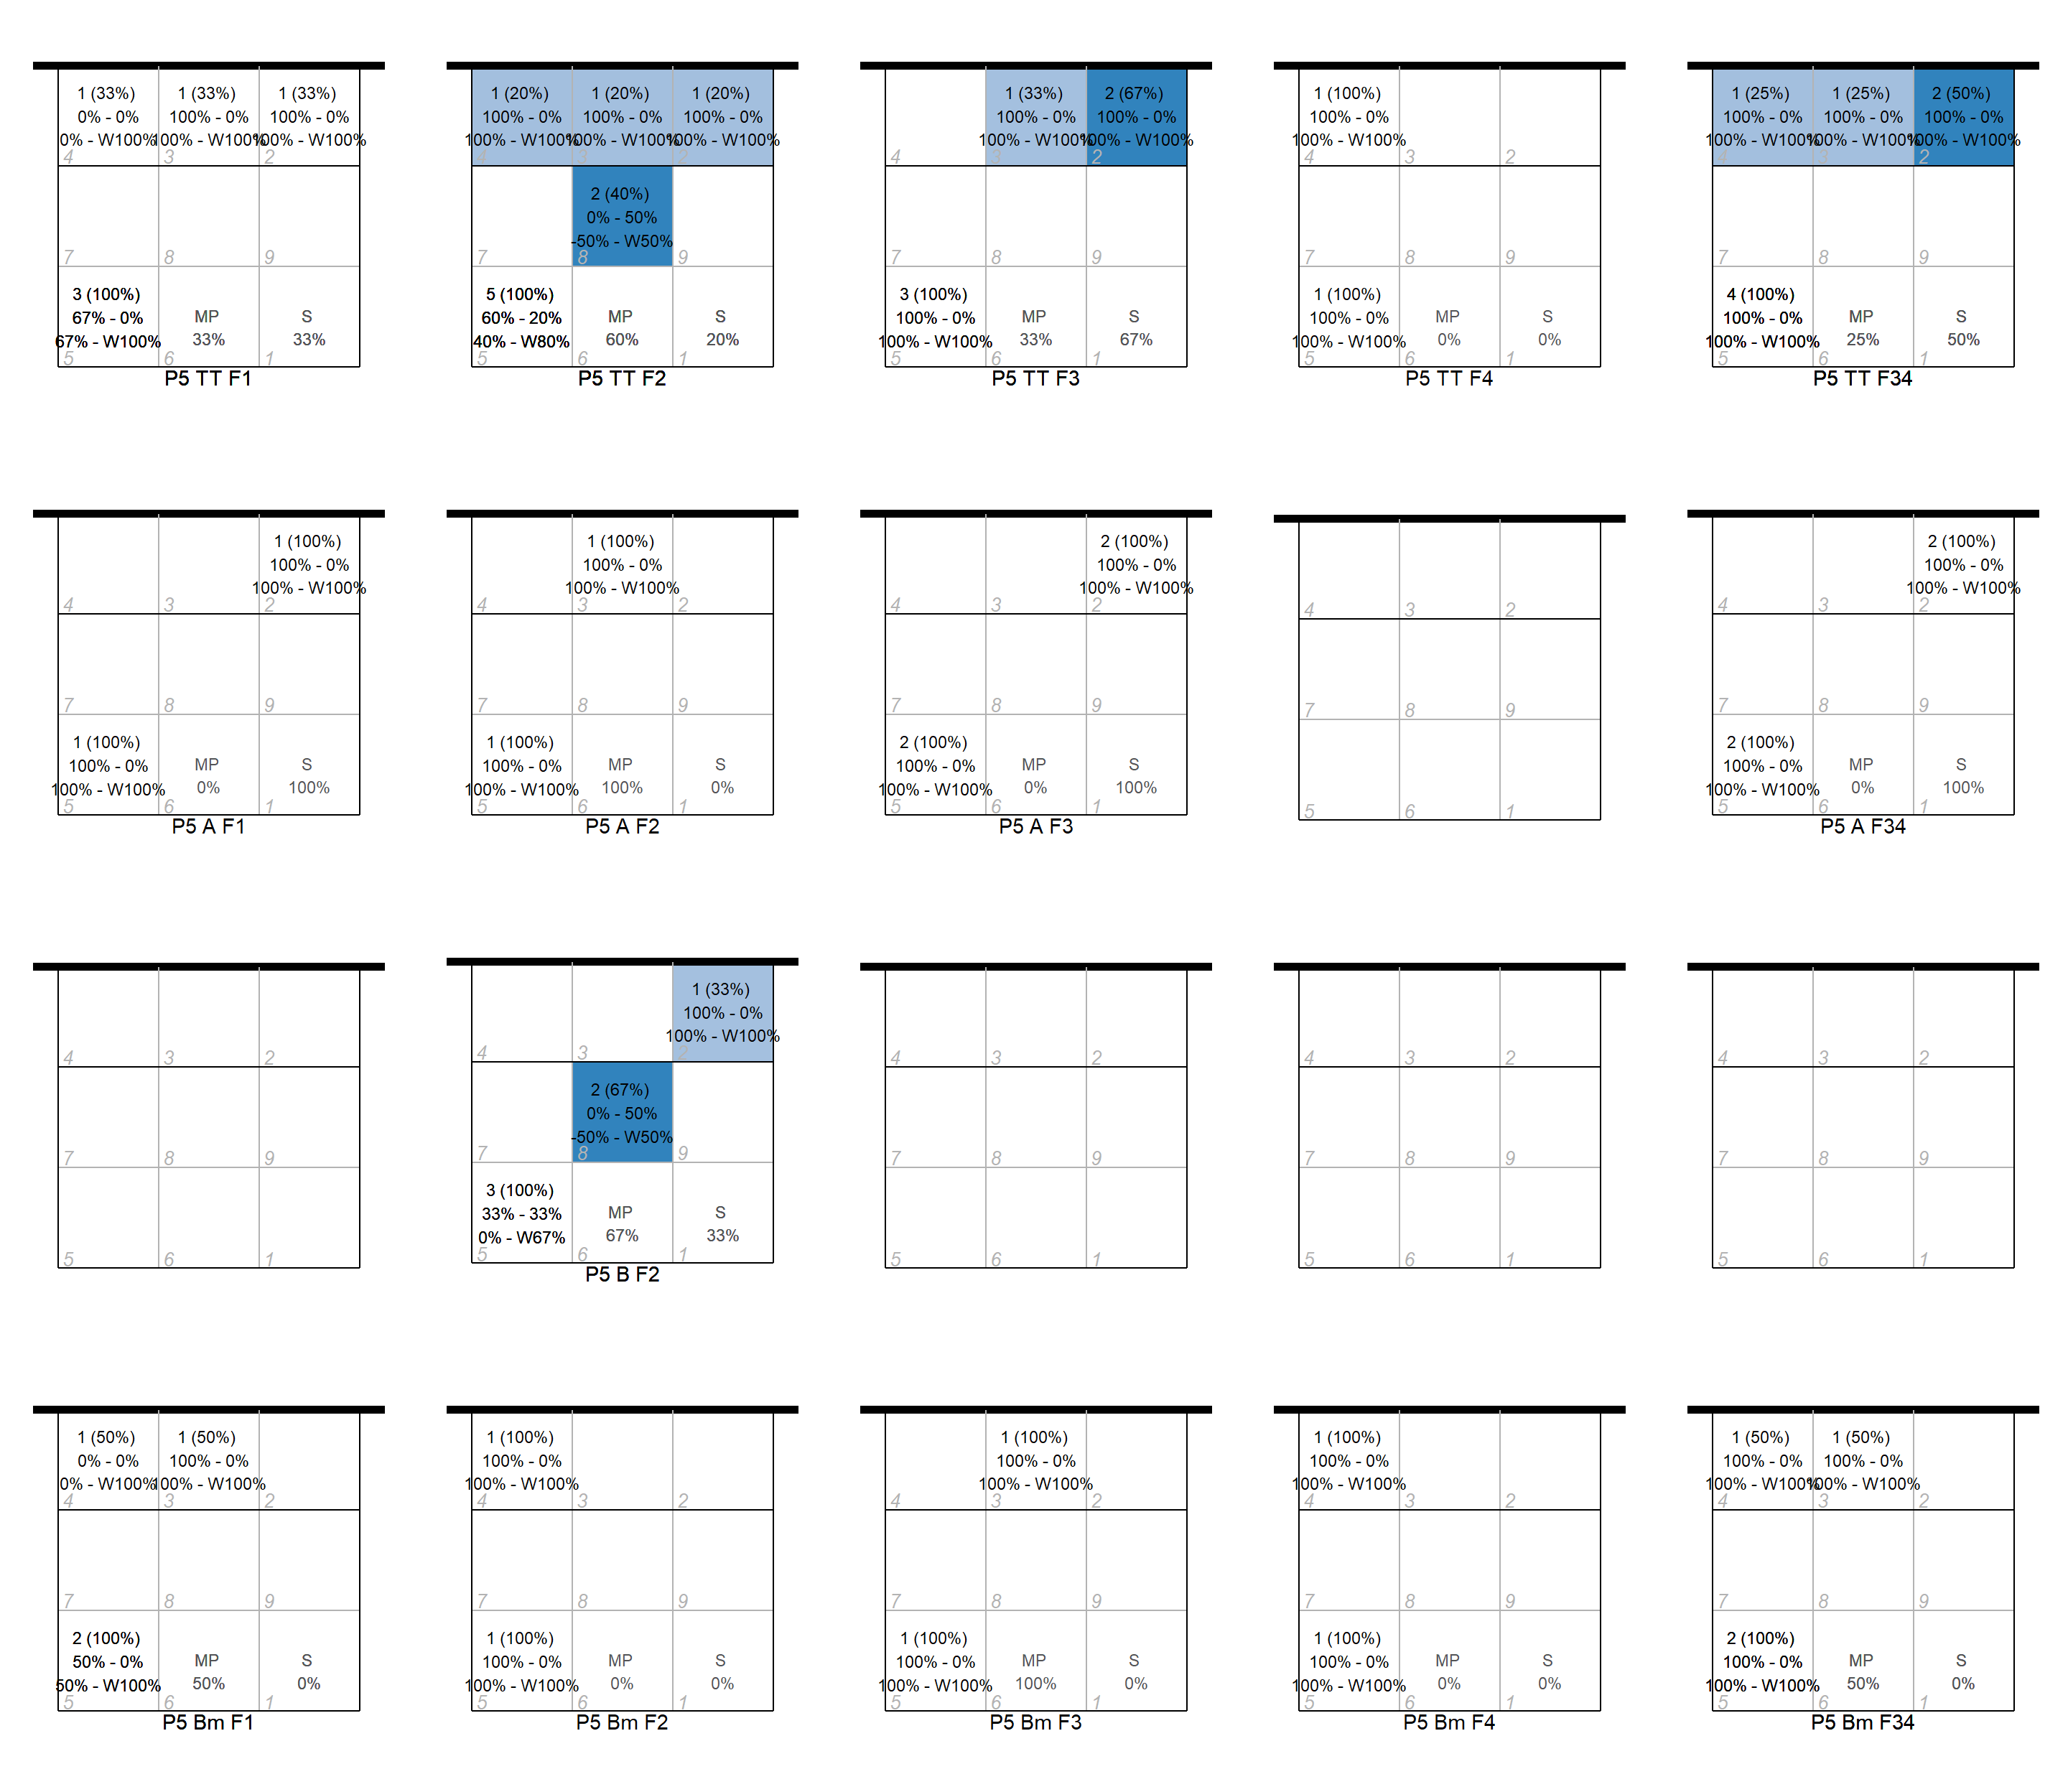 1 (33%)
0% - 0%
0% - W100%
4
1 (33%)
100% - 0%
100% - W100%
3
1 (33%)
100% - 0%
100% - W100%
2
7
8
9
3 (100%)
67% - 0%
67% - W100%
5
MP
33%
6
S
33%
1
P5 TT F1
1 (20%)
100% - 0%
100% - W100%
4
1 (20%)
100% - 0%
100% - W100%
3
1 (20%)
100% - 0%
100% - W100%
2
7
2 (40%)
0% - 50%
-50% - W50%
8
9
5 (100%)
60% - 20%
40% - W80%
5
MP
60%
6
S
20%
1
P5 TT F2
4
1 (33%)
100% - 0%
100% - W100%
3
2 (67%)
100% - 0%
100% - W100%
2
7
8
9
3 (100%)
100% - 0%
100% - W100%
5
MP
33%
6
S
67%
1
P5 TT F3
1 (100%)
100% - 0%
100% - W100%
4
3
2
7
8
9
1 (100%)
100% - 0%
100% - W100%
5
MP
0%
6
S
0%
1
P5 TT F4
1 (25%)
100% - 0%
100% - W100%
4
1 (25%)
100% - 0%
100% - W100%
3
2 (50%)
100% - 0%
100% - W100%
2
7
8
9
4 (100%)
100% - 0%
100% - W100%
5
MP
25%
6
S
50%
1
P5 TT F34
4
3
1 (100%)
100% - 0%
100% - W100%
2
7
8
9
1 (100%)
100% - 0%
100% - W100%
5
MP
0%
6
S
100%
1
P5 A F1
4
1 (100%)
100% - 0%
100% - W100%
3
2
7
8
9
1 (100%)
100% - 0%
100% - W100%
5
MP
100%
6
S
0%
1
P5 A F2
4
3
2 (100%)
100% - 0%
100% - W100%
2
7
8
9
2 (100%)
100% - 0%
100% - W100%
5
MP
0%
6
S
100%
1
P5 A F3
4
3
2
7
8
9
5
6
1
4
3
2 (100%)
100% - 0%
100% - W100%
2
7
8
9
2 (100%)
100% - 0%
100% - W100%
5
MP
0%
6
S
100%
1
P5 A F34
4
3
2
7
8
9
5
6
1
4
3
1 (33%)
100% - 0%
100% - W100%
2
7
2 (67%)
0% - 50%
-50% - W50%
8
9
3 (100%)
33% - 33%
0% - W67%
5
MP
67%
6
S
33%
1
P5 B F2
4
3
2
7
8
9
5
6
1
4
3
2
7
8
9
5
6
1
4
3
2
7
8
9
5
6
1
1 (50%)
0% - 0%
0% - W100%
4
1 (50%)
100% - 0%
100% - W100%
3
2
7
8
9
2 (100%)
50% - 0%
50% - W100%
5
MP
50%
6
S
0%
1
P5 Bm F1
1 (100%)
100% - 0%
100% - W100%
4
3
2
7
8
9
1 (100%)
100% - 0%
100% - W100%
5
MP
0%
6
S
0%
1
P5 Bm F2
4
1 (100%)
100% - 0%
100% - W100%
3
2
7
8
9
1 (100%)
100% - 0%
100% - W100%
5
MP
100%
6
S
0%
1
P5 Bm F3
1 (100%)
100% - 0%
100% - W100%
4
3
2
7
8
9
1 (100%)
100% - 0%
100% - W100%
5
MP
0%
6
S
0%
1
P5 Bm F4
1 (50%)
100% - 0%
100% - W100%
4
1 (50%)
100% - 0%
100% - W100%
3
2
7
8
9
2 (100%)
100% - 0%
100% - W100%
5
MP
50%
6
S
0%
1
P5 Bm F34